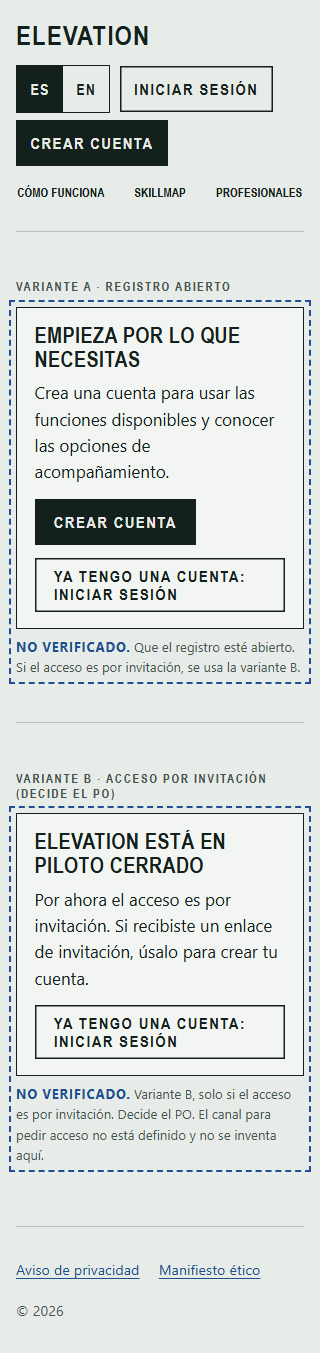 ELEVATION
ES EN INICIAR SESIÓN
CREAR CUENTA
CÓMO FUNCIONA SKILLMAP PROFESIONALES
VARIANTE A · REGISTRO ABIERTO
EMPIEZA POR LO QUE
NECESITAS
Crea una cuenta para usar las
funciones disponibles y conocer
las opciones de
acompañamiento.
CREAR CUENTA
YA TENGO UNA CUENTA:
INICIAR SESIÓN
NO VERIFICADO. Que el registro esté abierto.
Si el acceso es por invitación, se usa la variante B.
VARIANTE B · ACCESO POR INVITACIÓN
(DECIDE EL PO)
ELEVATION ESTÁ EN
PILOTO CERRADO
Por ahora el acceso es por
invitación. Si recibiste un enlace
de invitación, úsalo para crear tu
cuenta.
YA TENGO UNA CUENTA:
INICIAR SESIÓN
NO VERIFICADO. Variante B, solo si el acceso
es por invitación. Decide el PO. El canal para
pedir acceso no está definido y no se inventa
aquí.
Aviso de privacidad Manifiesto ético
© 2026